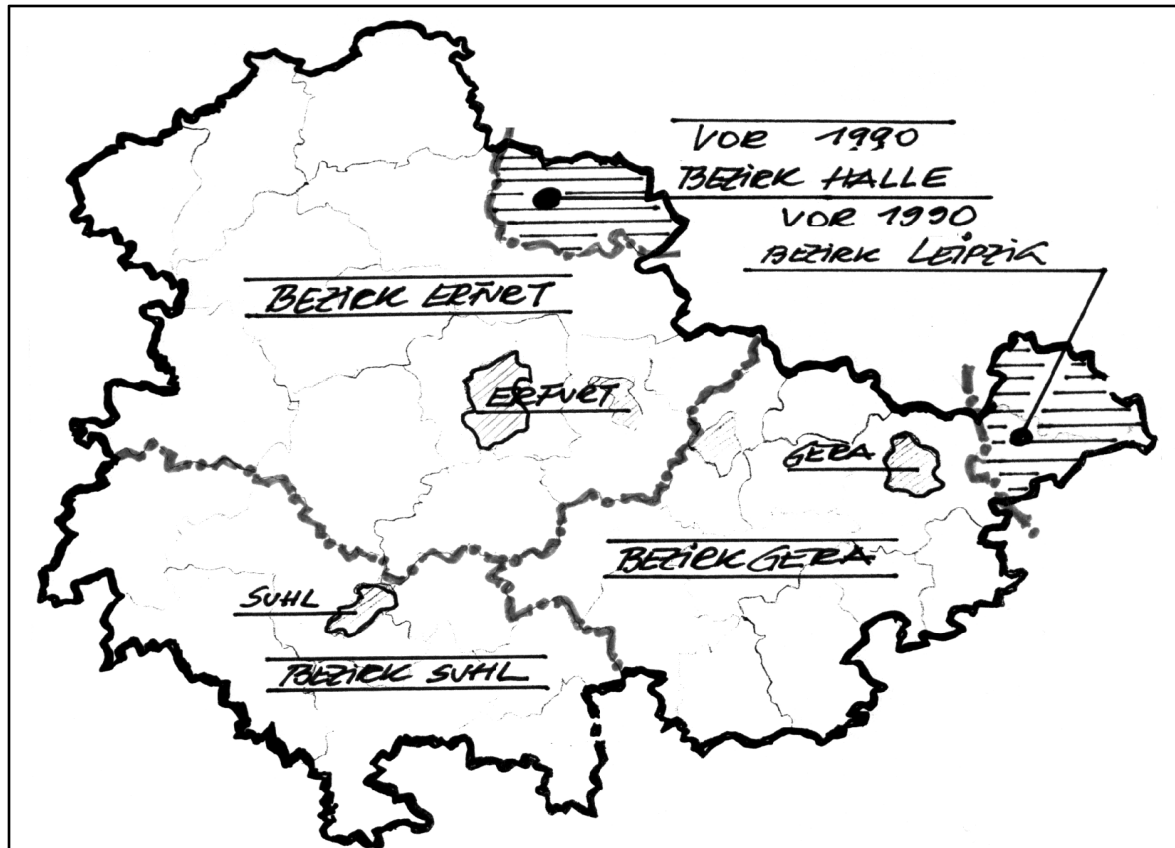 VOR 1990
BEZIRK HALLE
VOR 1990
BEZIRK LEIPZIG
BEZIRK ERFURT
ERFURT
GERA
BEZIRK GERA
SUHL
BEZIRK SUHL